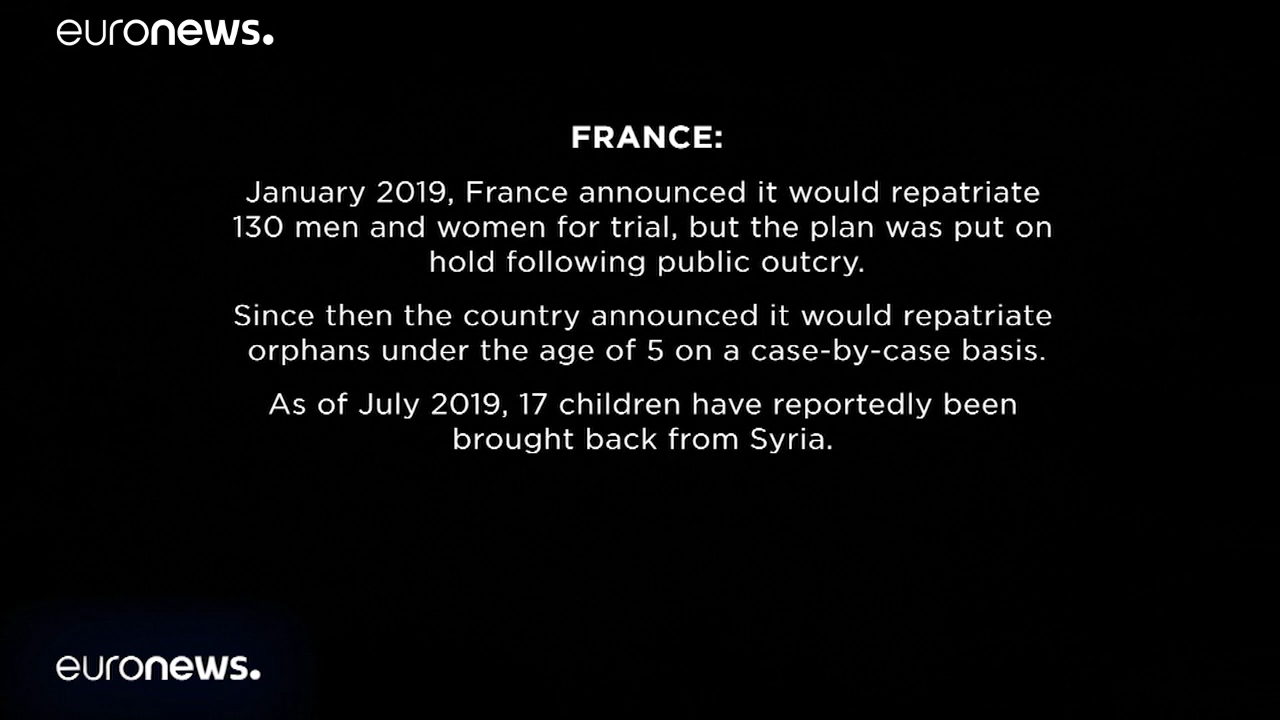 euronews.
FRANCE:
January 2019, France announced it would repatriate
130 men and women for trial, but the plan was put on
hold following public outcry.
Since then the country announced it would repatriate
orphans under the age of 5 on a case-by-case basis.
As of July 2019, 17 children have reportedly been
brought back from Syria.
euronews.